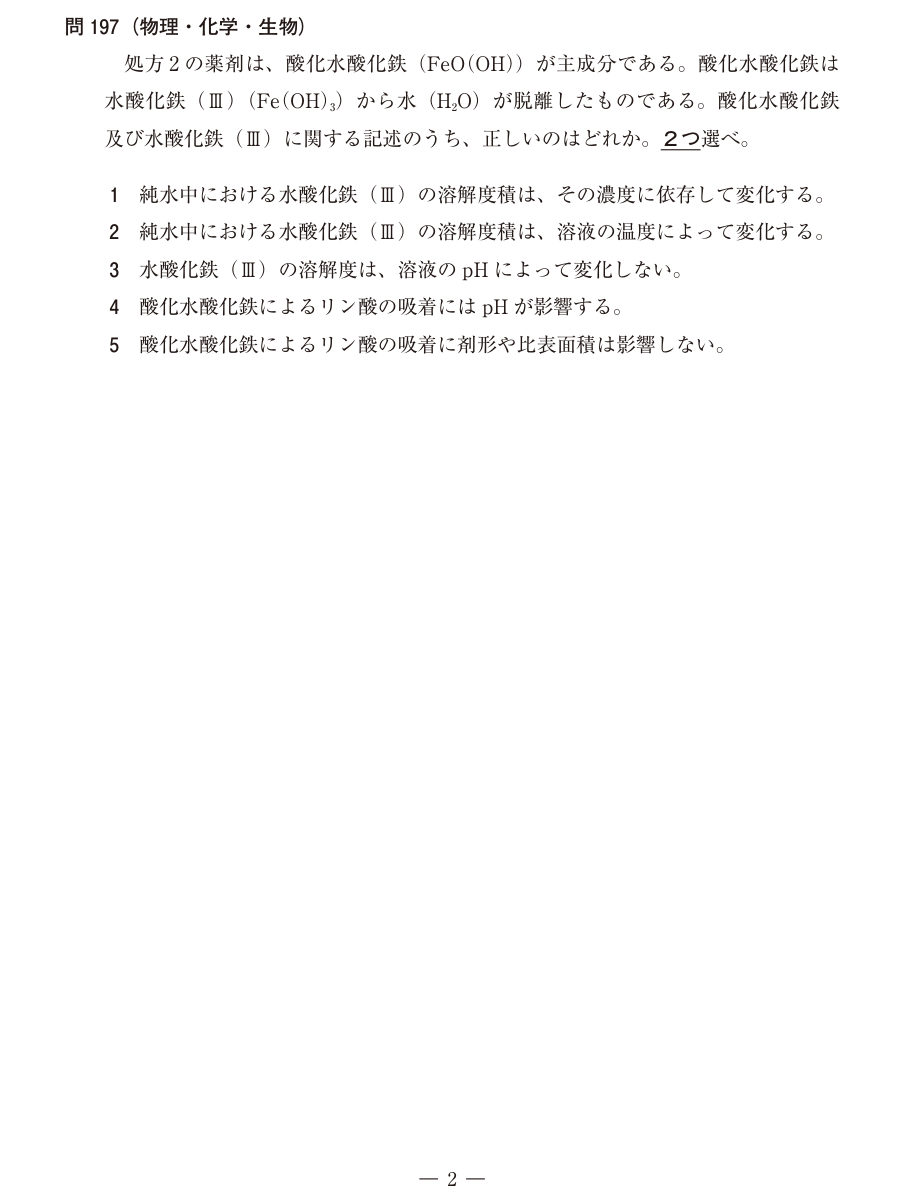 問 197（物理・化学・生物）
処方２の薬剤は、酸化水酸化鉄（FeO(OH)）が主成分である。酸化水酸化鉄は
水酸化鉄（Ⅲ）(Fe(OH)₃）から水（H₂O）が脱離したものである。酸化水酸化鉄
及び水酸化鉄（Ⅲ）に関する記述のうち、正しいのはどれか。２つ選べ。
1 純水中における水酸化鉄（Ⅲ）の溶解度積は、その濃度に依存して変化する。
2 純水中における水酸化鉄（Ⅲ）の溶解度積は、溶液の温度によって変化する。
3 水酸化鉄（Ⅲ）の溶解度は、溶液の pH によって変化しない。
4 酸化水酸化鉄によるリン酸の吸着には pH が影響する。
5 酸化水酸化鉄によるリン酸の吸着に剤形や比表面積は影響しない。
― 2 ―